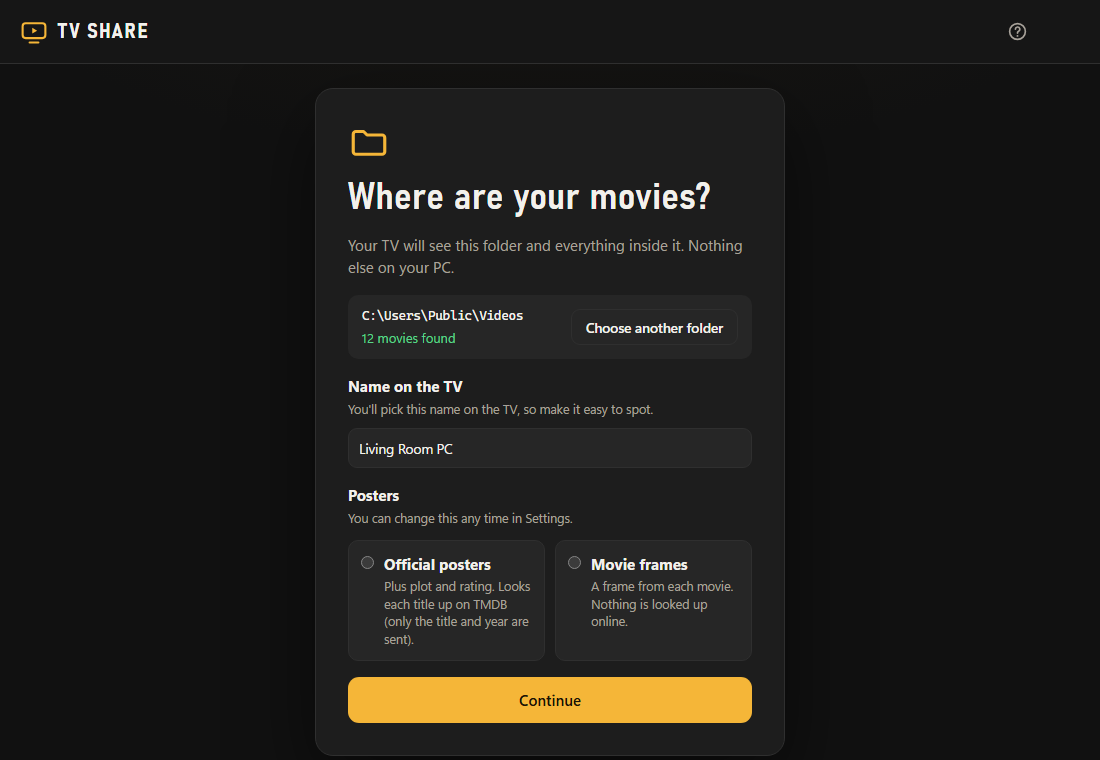 TV SHARE
Where are your movies?
Your TV will see this folder and everything inside it. Nothing
else on your PC.
C:\Users\Public\Videos
12 movies found
Choose another folder
Name on the TV
You'll pick this name on the TV, so make it easy to spot.
Living Room PC
Posters
You can change this any time in Settings.
Official posters
Plus plot and rating. Looks
each title up on TMDB
(only the title and year are
sent).
Movie frames
A frame from each movie.
Nothing is looked up
online.
Continue